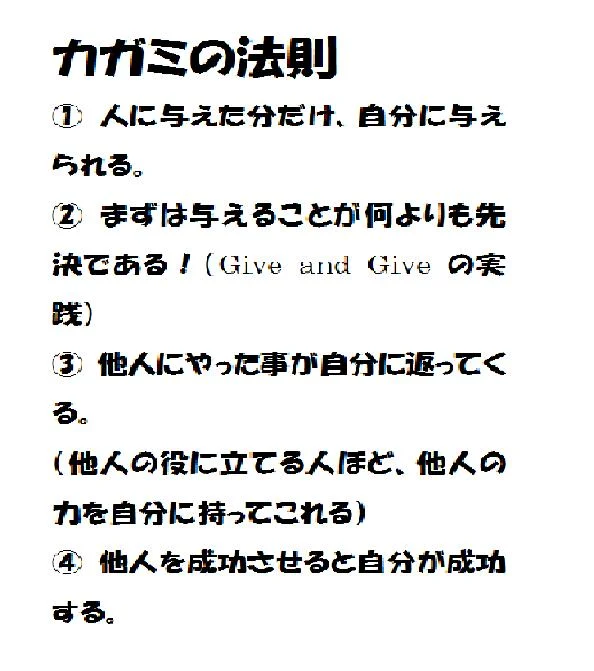 カガミの法則
① 人に与えた分だけ、自分に与え
られる。
② まずは与えることが何よりも先
決である！(Give and Give の実
践)
③ 他人にやった事が自分に返ってく
る。
(他人の役に立てる人ほど、他人の
力を自分に持ってこれる)
④ 他人を成功させると自分が成功
する。